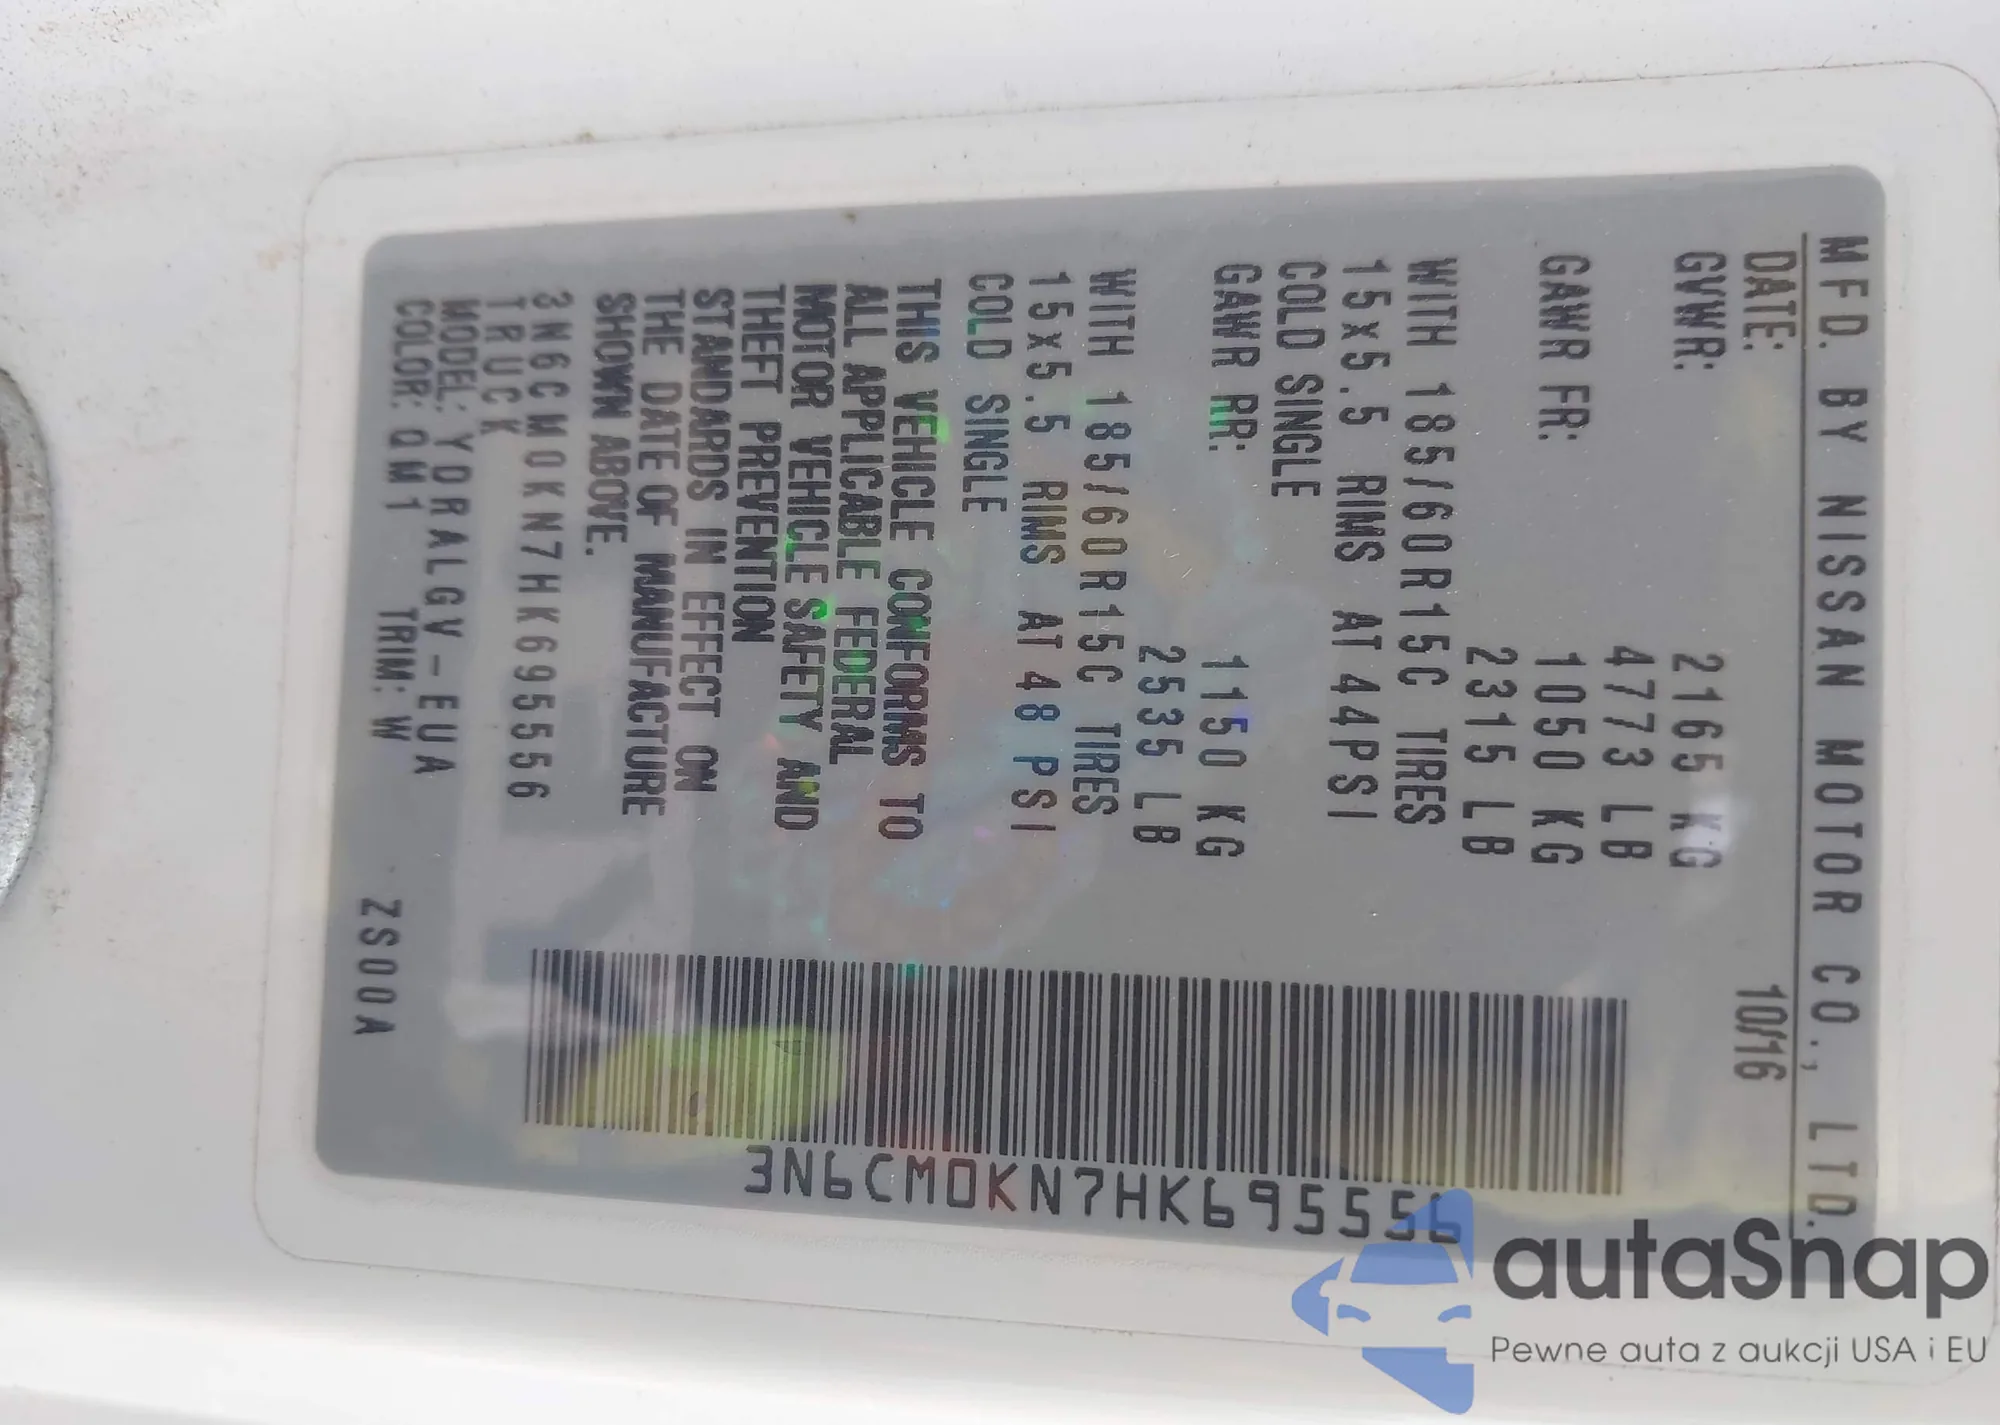 MFD. BY NISSAN MOTOR CO., LTD.
DATE: 10/16
GVWR: 2165 KG
4773 LB
GAWR FR: 1050 KG
2315 LB
WITH 185/60R15C TIRES
15x5.5 RIMS AT 44PSI
COLD SINGLE
GAWR RR: 1150 KG
2535 LB
WITH 185/60R15C TIRES
15x5.5 RIMS AT 48 PSI
COLD SINGLE
THIS VEHICLE CONFORMS TO
ALL APPLICABLE FEDERAL
MOTOR VEHICLE SAFETY AND
THEFT PREVENTION
STANDARDS IN EFFECT ON
THE DATE OF MANUFACTURE
SHOWN ABOVE.
3N6CM0KN7HK695556
TRUCK
MODEL: YDRALGV-EUA
COLOR: QM1 TRIM: W ZS00A
3N6CM0KN7HK695556
autaSnap
Pewne auta z aukcji USA i EU